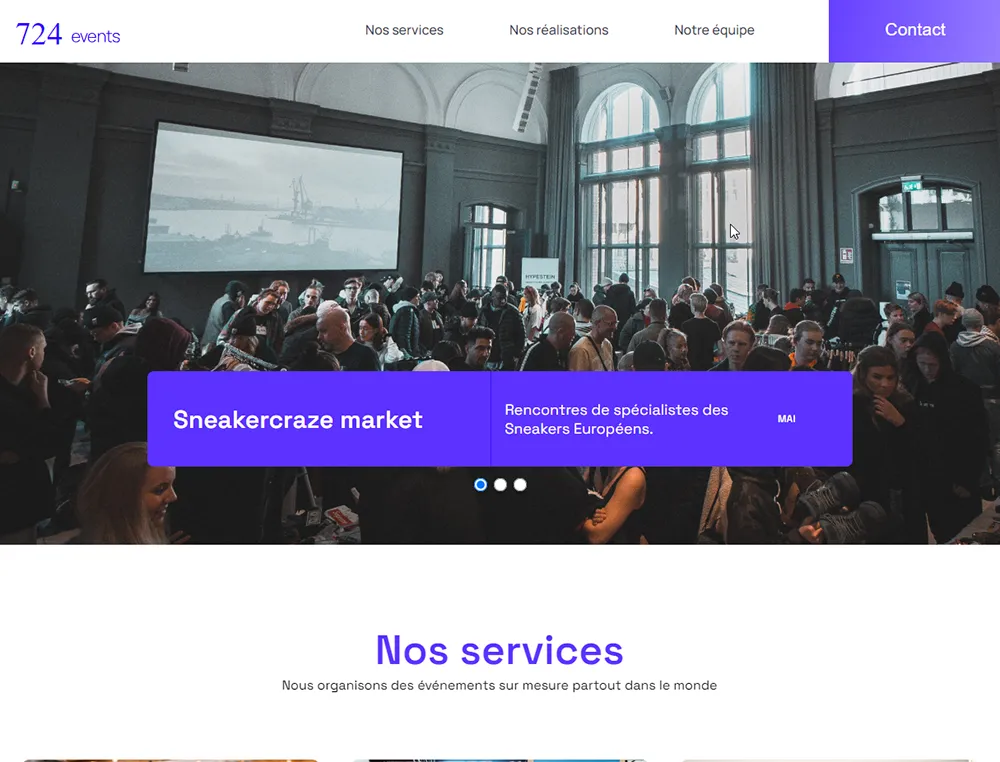 724 events
Nos services
Nos réalisations
Notre équipe
Contact
HYPESTEIN
Sneakercraze market
Rencontres de spécialistes des
Sneakers Européens.
MAI
Nos services
Nous organisons des événements sur mesure partout dans le monde